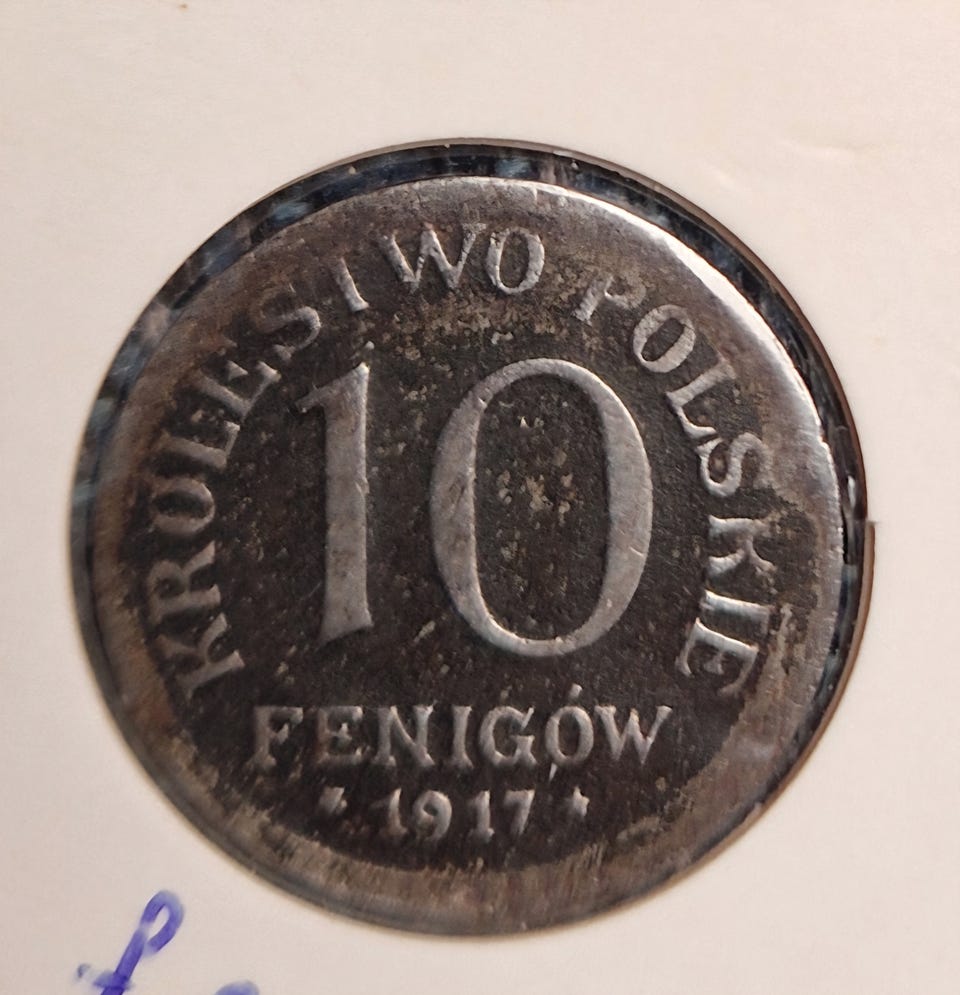 KRÓLESTWO POLSKIE
10
FENIGÓW
* 1917 *